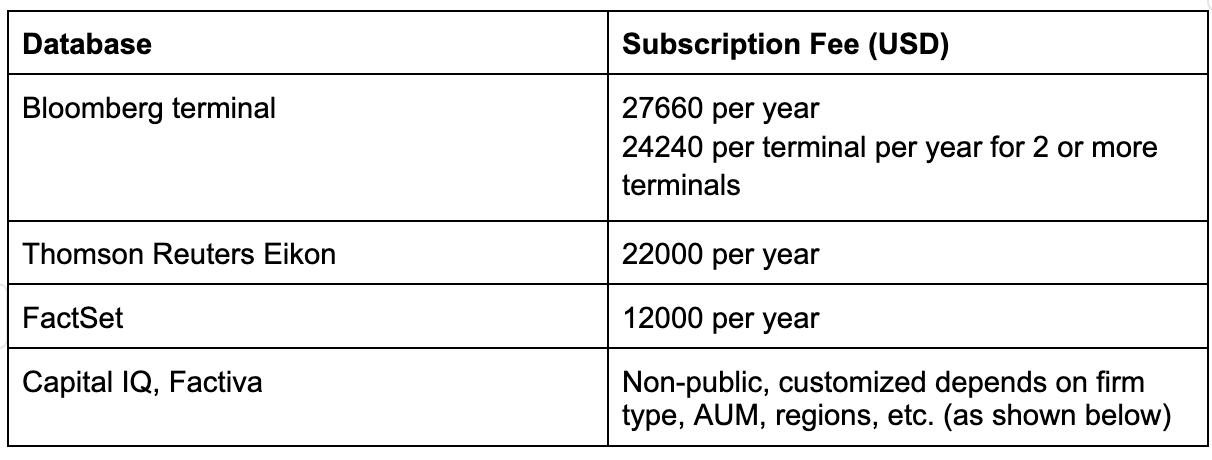 Database
Subscription Fee (USD)
Bloomberg terminal
27660 per year
24240 per terminal per year for 2 or more
terminals
Thomson Reuters Eikon
22000 per year
FactSet
12000 per year
Capital IQ, Factiva
Non-public, customized depends on firm
type, AUM, regions, etc. (as shown below)